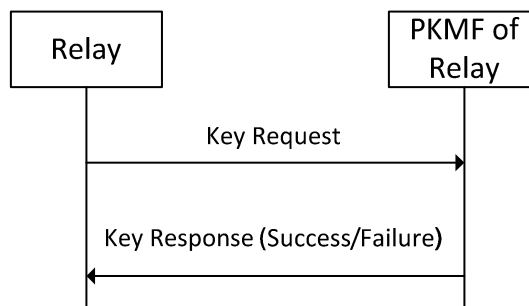 Relay
PKMF of
Relay
Key Request
Key Response (Success/Failure)